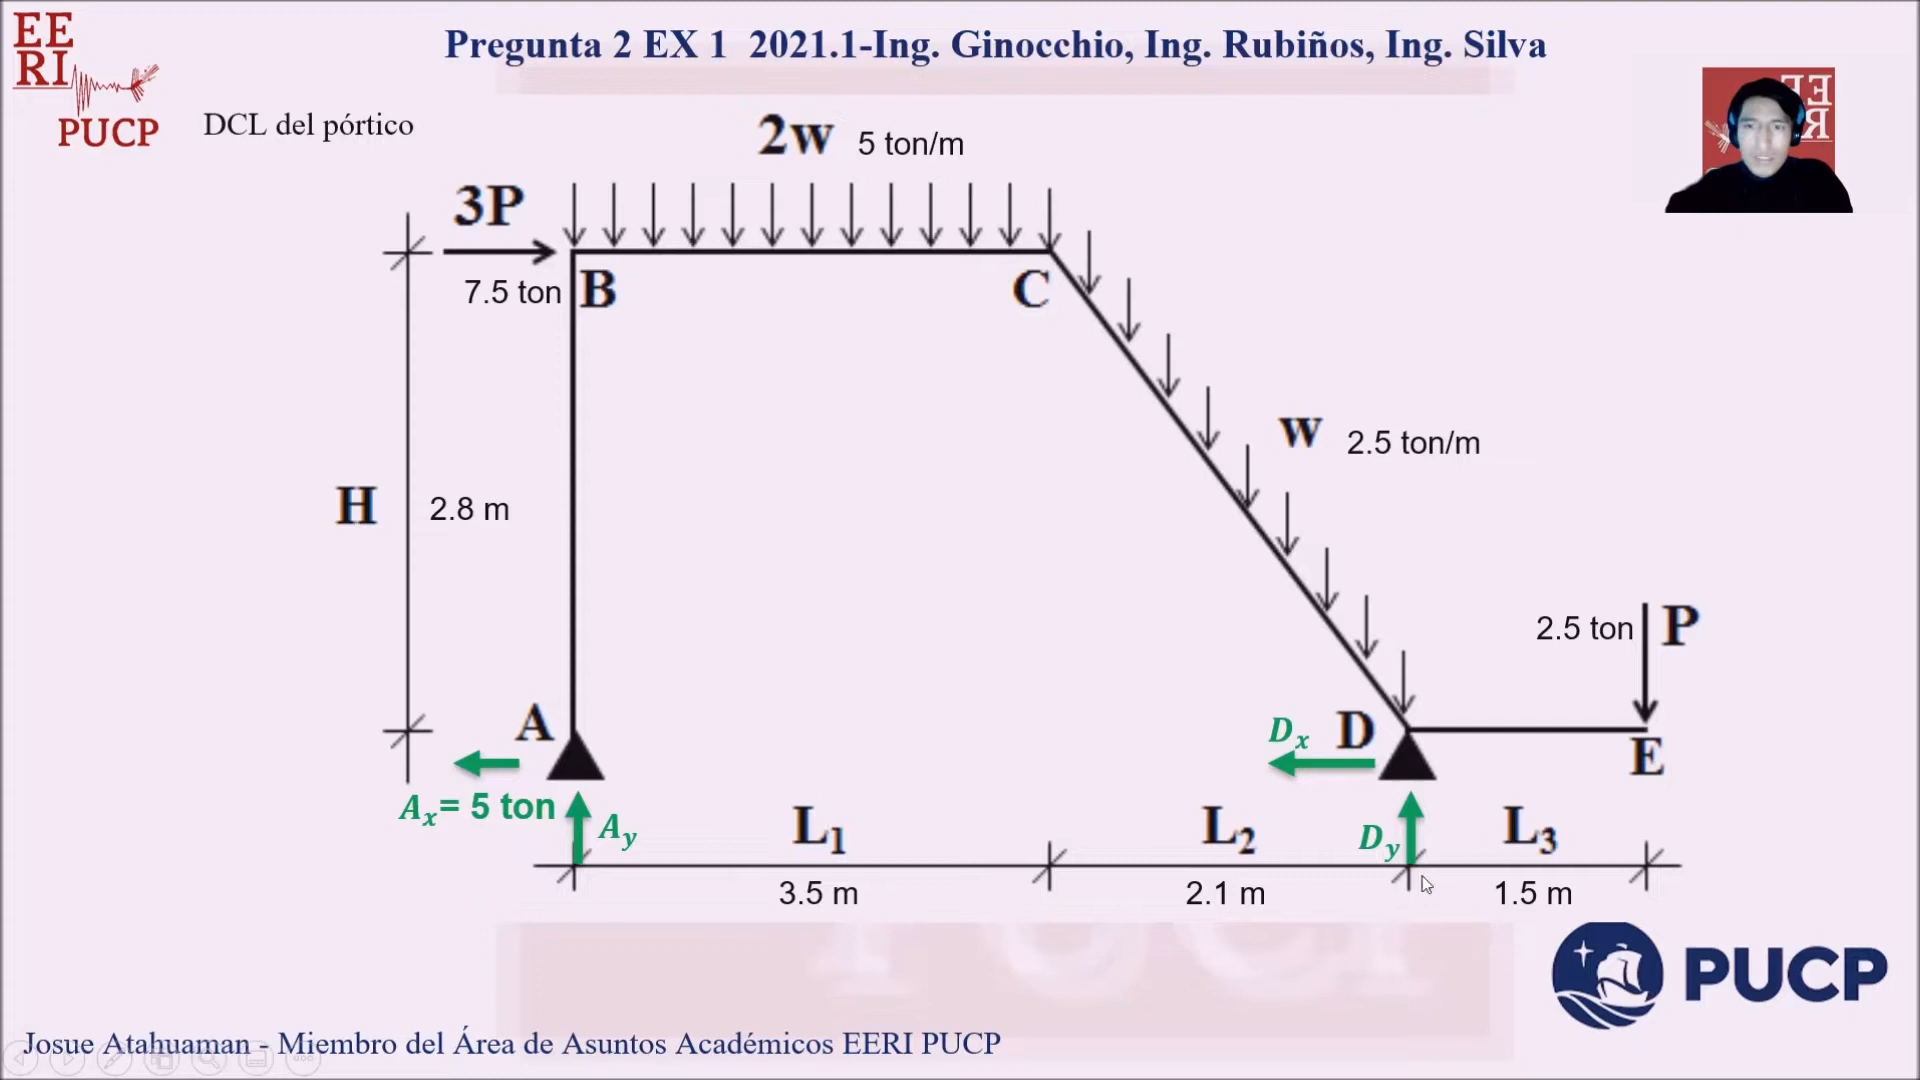 EE
RI
PUCP
Pregunta 2 EX 1 2021.1-Ing. Ginocchio, Ing. Rubiños, Ing. Silva
DCL del pórtico
2w 5 ton/m
3P
7.5 ton
B
C
w 2.5 ton/m
H 2.8 m
2.5 ton P
A
Dx D
E
Ax= 5 ton
Ay
L1
L2
Dy
L3
3.5 m
2.1 m
1.5 m
PUCP
Josue Atahuaman - Miembro del Área de Asuntos Académicos EERI PUCP